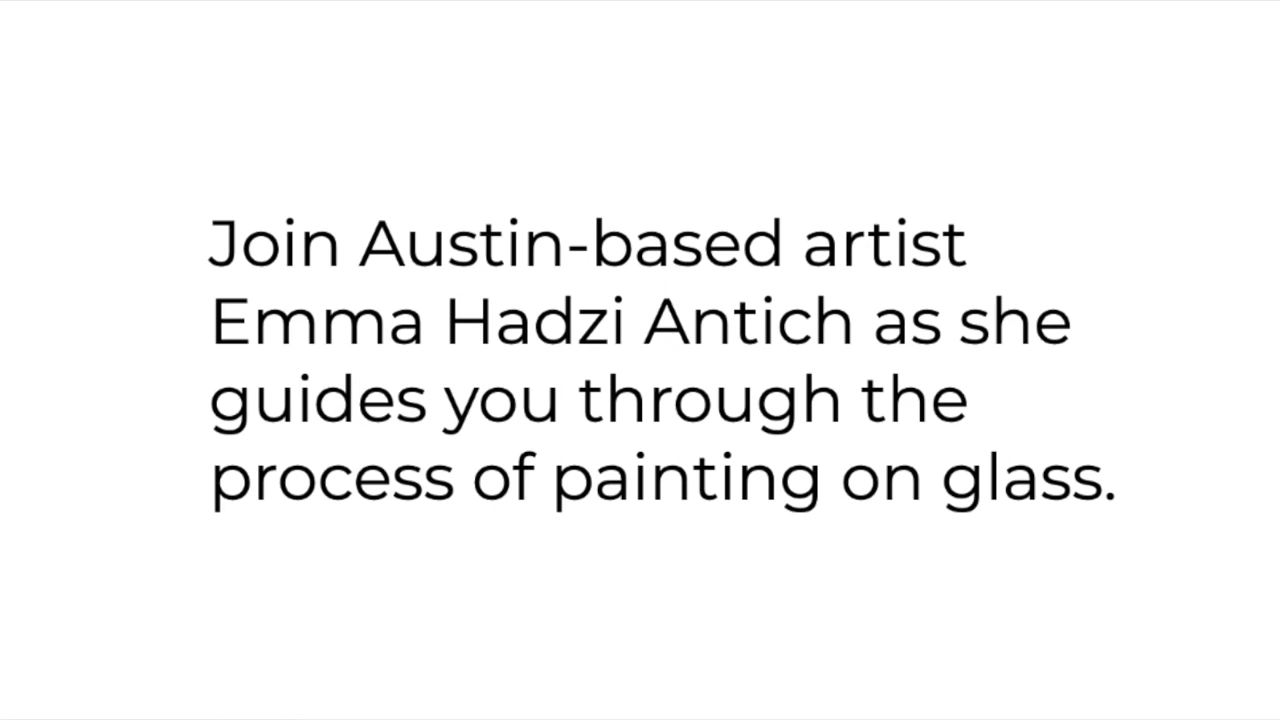 Join Austin-based artist
Emma Hadzi Antich as she
guides you through the
process of painting on glass.